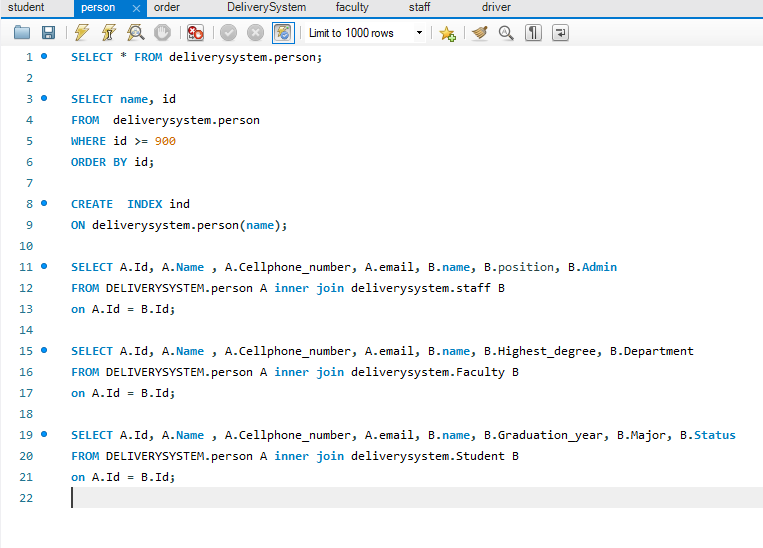 student person order DeliverySystem faculty staff driver
Limit to 1000 rows
1 SELECT * FROM deliverysystem.person;
2
3 SELECT name, id
4 FROM  deliverysystem.person
5 WHERE id >= 900
6 ORDER BY id;
7
8 CREATE  INDEX ind
9 ON deliverysystem.person(name);
10
11 SELECT A.Id, A.Name , A.Cellphone_number, A.email, B.name, B.position, B.Admin
12 FROM DELIVERYSYSTEM.person A inner join deliverysystem.staff B
13 on A.Id = B.Id;
14
15 SELECT A.Id, A.Name , A.Cellphone_number, A.email, B.name, B.Highest_degree, B.Department
16 FROM DELIVERYSYSTEM.person A inner join deliverysystem.Faculty B
17 on A.Id = B.Id;
18
19 SELECT A.Id, A.Name , A.Cellphone_number, A.email, B.name, B.Graduation_year, B.Major, B.Status
20 FROM DELIVERYSYSTEM.person A inner join deliverysystem.Student B
21 on A.Id = B.Id;
22